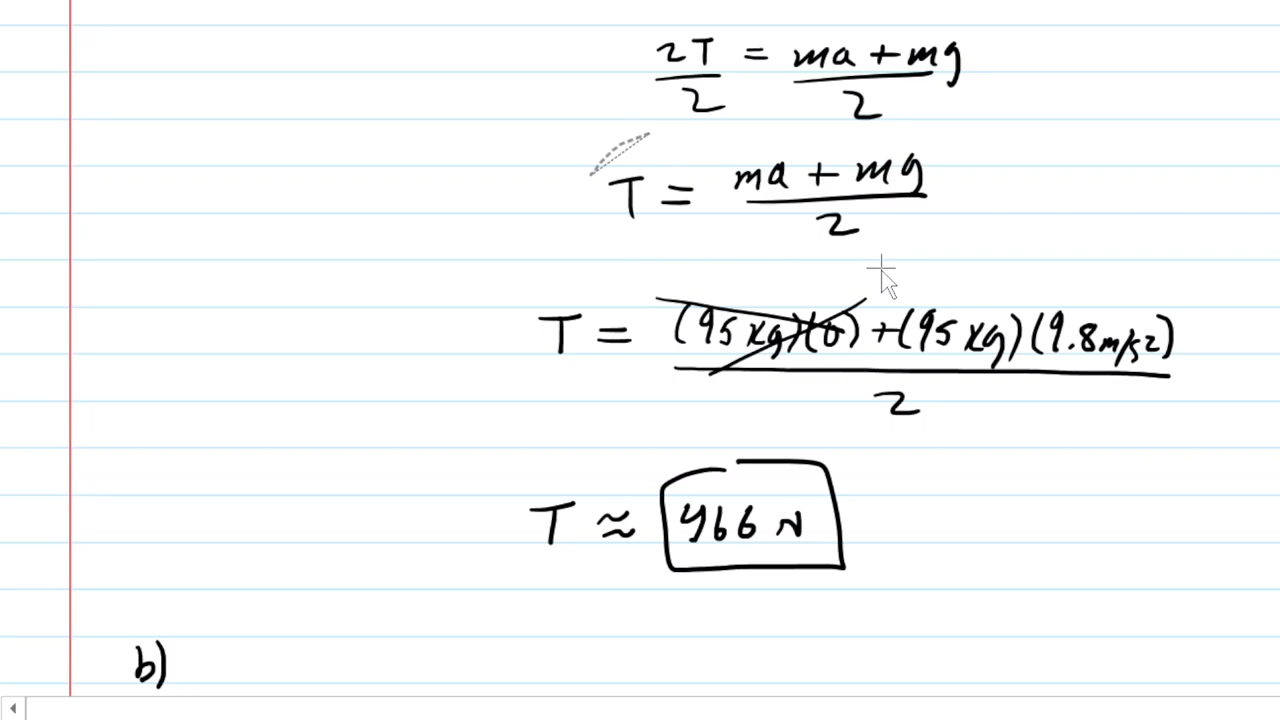 2T/2 = ma + mg/2
T = ma + mg/2
T = (95 kg)(0) + (95 kg)(9.8 m/s2)/2
T ≈ 466 N
b)